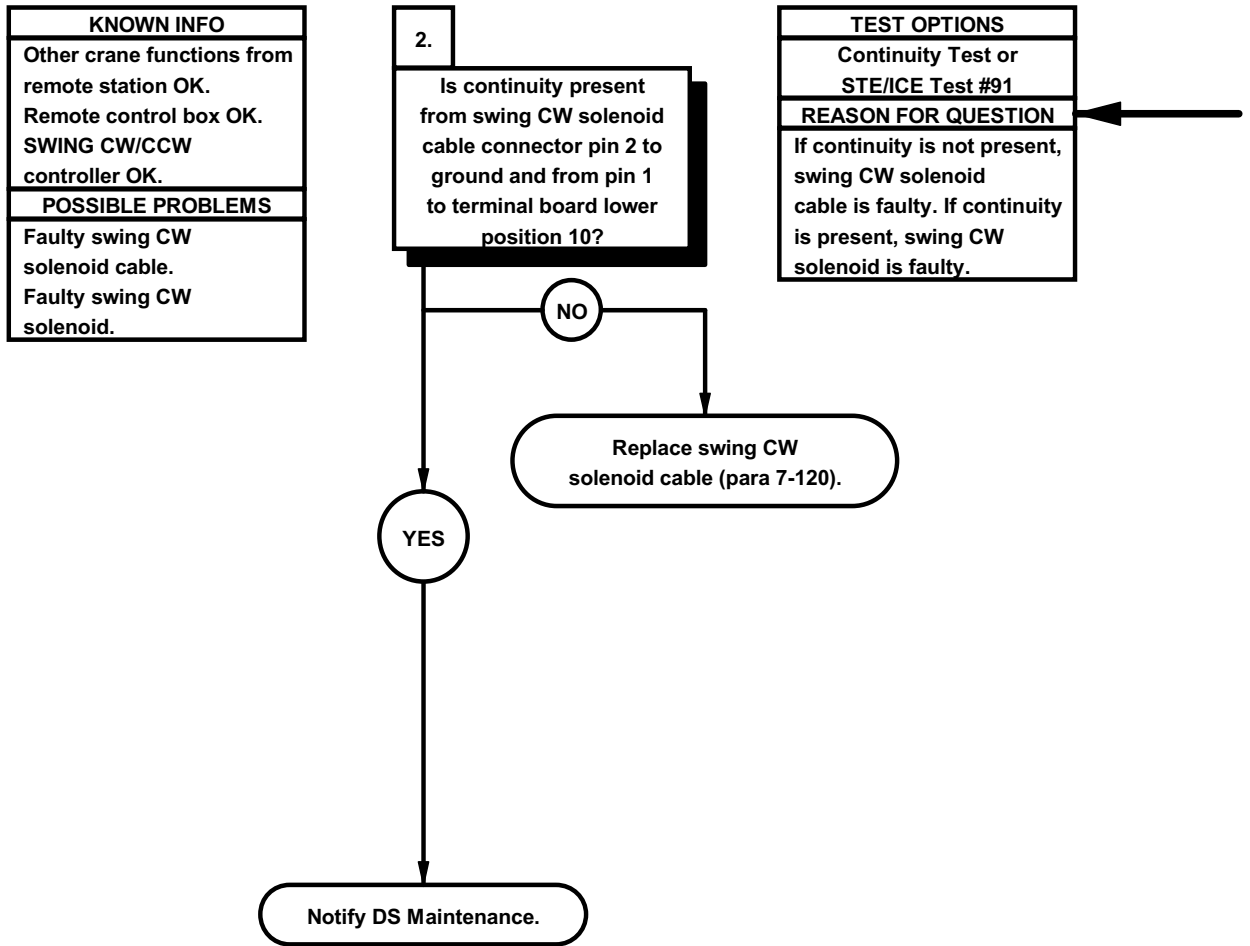 KNOWN INFO
Other crane functions from
remote station OK.
Remote control box OK.
SWING CW/CCW
controller OK.
POSSIBLE PROBLEMS
Faulty swing CW
solenoid cable.
Faulty swing CW
solenoid.
2.
Is continuity present
from swing CW solenoid
cable connector pin 2 to
ground and from pin 1
to terminal board lower
position 10?
TEST OPTIONS
Continuity Test or
STE/ICE Test #91
REASON FOR QUESTION
If continuity is not present,
swing CW solenoid
cable is faulty. If continuity
is present, swing CW
solenoid is faulty.
NO
Replace swing CW
solenoid cable (para 7-120).
YES
Notify DS Maintenance.